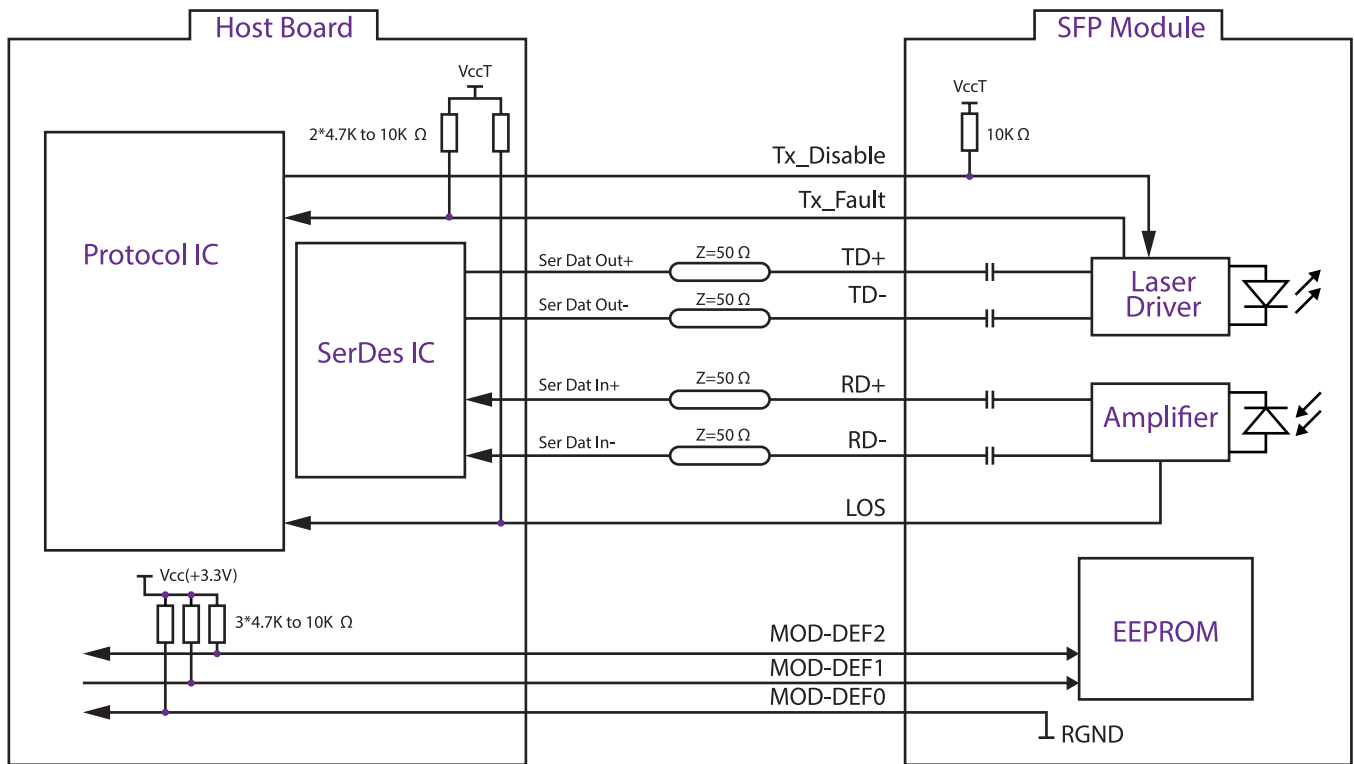 Host Board
SFP Module
VccT
VccT
2*4.7K to 10K Ω
10K Ω
Tx_Disable
Tx_Fault
Protocol IC
Ser Dat Out+
Z=50 Ω
TD+
Laser
Driver
Ser Dat Out-
Z=50 Ω
TD-
SerDes IC
Ser Dat In+
Z=50 Ω
RD+
Amplifier
Ser Dat In-
Z=50 Ω
RD-
LOS
Vcc(+3.3V)
3*4.7K to 10K Ω
EEPROM
MOD-DEF2
MOD-DEF1
MOD-DEF0
RGND